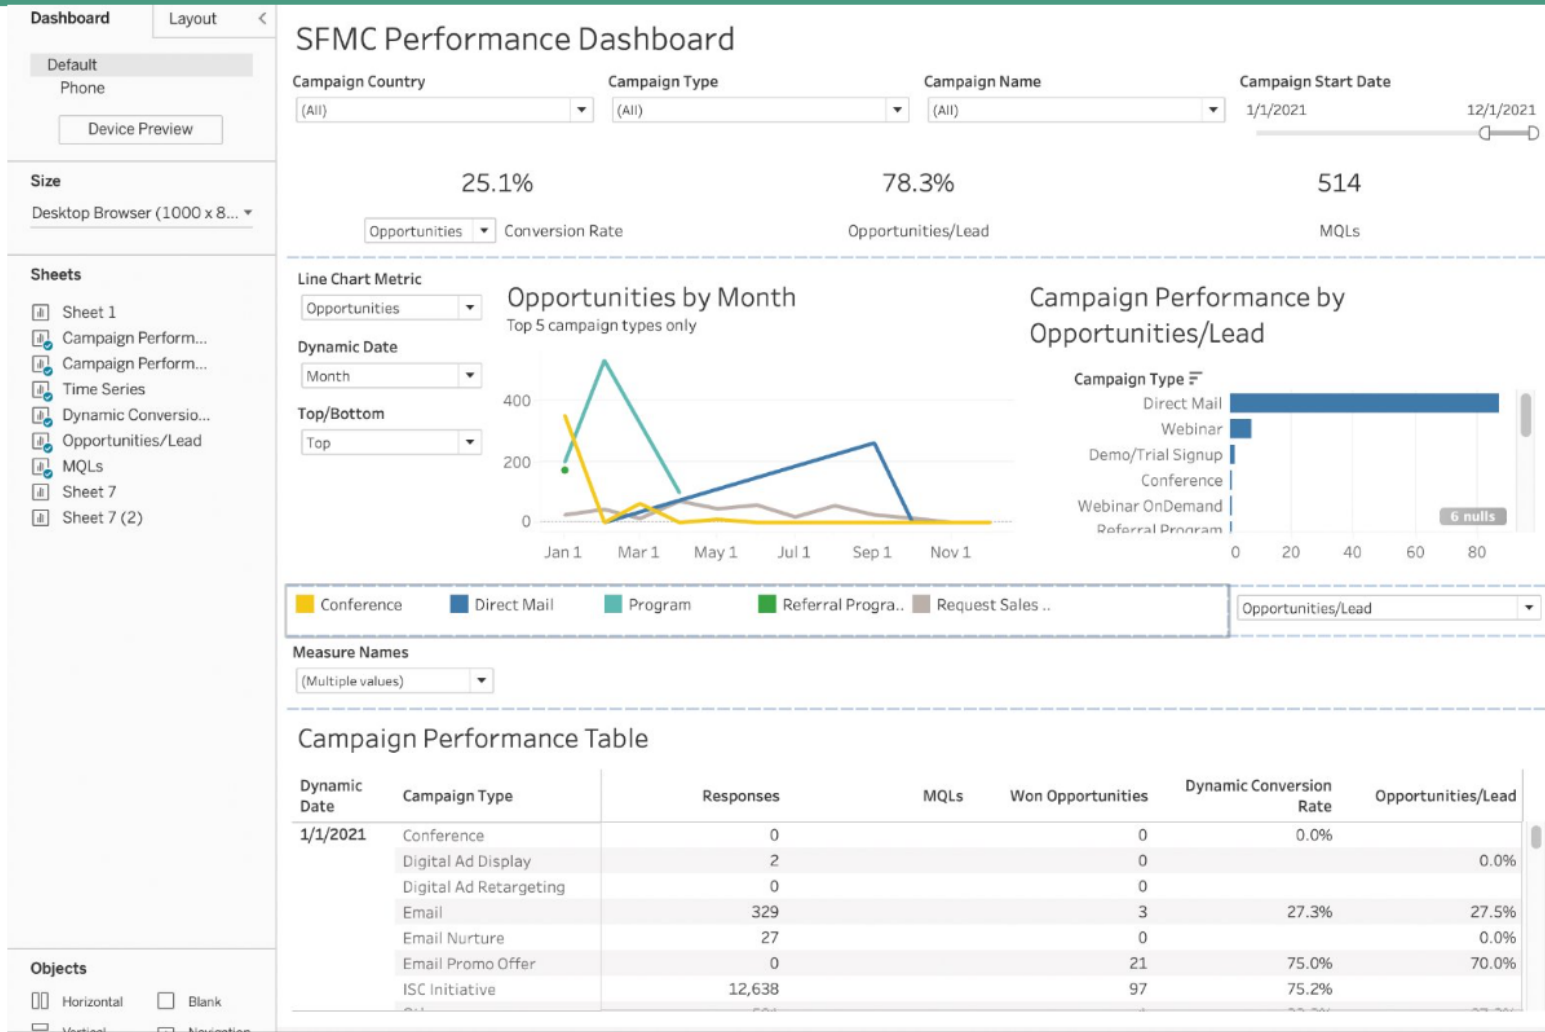 Dashboard
Layout
Default
Phone
Device Preview
Size
Desktop Browser (1000 x 8...
Sheets
Sheet 1
Campaign Perform...
Campaign Perform...
Time Series
Dynamic Conversio...
Opportunities/Lead
MQLs
Sheet 7
Sheet 7 (2)
Objects
Horizontal
Blank
Vertical
Navigation
SFMC Performance Dashboard
Campaign Country
(All)
Campaign Type
(All)
Campaign Name
(All)
Campaign Start Date
1/1/2021
12/1/2021
25.1%
Opportunities
Conversion Rate
78.3%
Opportunities/Lead
514
MQLs
Line Chart Metric
Opportunities
Dynamic Date
Month
Top/Bottom
Top
Opportunities by Month
Top 5 campaign types only
400
200
0
Jan 1 Mar 1 May 1 Jul 1 Sep 1 Nov 1
Campaign Performance by
Opportunities/Lead
Campaign Type
Direct Mail
Webinar
Demo/Trial Signup
Conference
Webinar OnDemand
Referral Program
6 nulls
0 20 40 60 80
Conference Direct Mail Program Referral Progra.. Request Sales ..
Opportunities/Lead
Measure Names
(Multiple values)
Campaign Performance Table
Dynamic Date Campaign Type Responses MQLs Won Opportunities Dynamic Conversion Rate Opportunities/Lead
1/1/2021 Conference 0 0 0.0%
Digital Ad Display 2 0 0.0%
Digital Ad Retargeting 0 0
Email 329 3 27.3% 27.5%
Email Nurture 27 0 0.0%
Email Promo Offer 0 21 75.0% 70.0%
ISC Initiative 12,638 97 75.2%